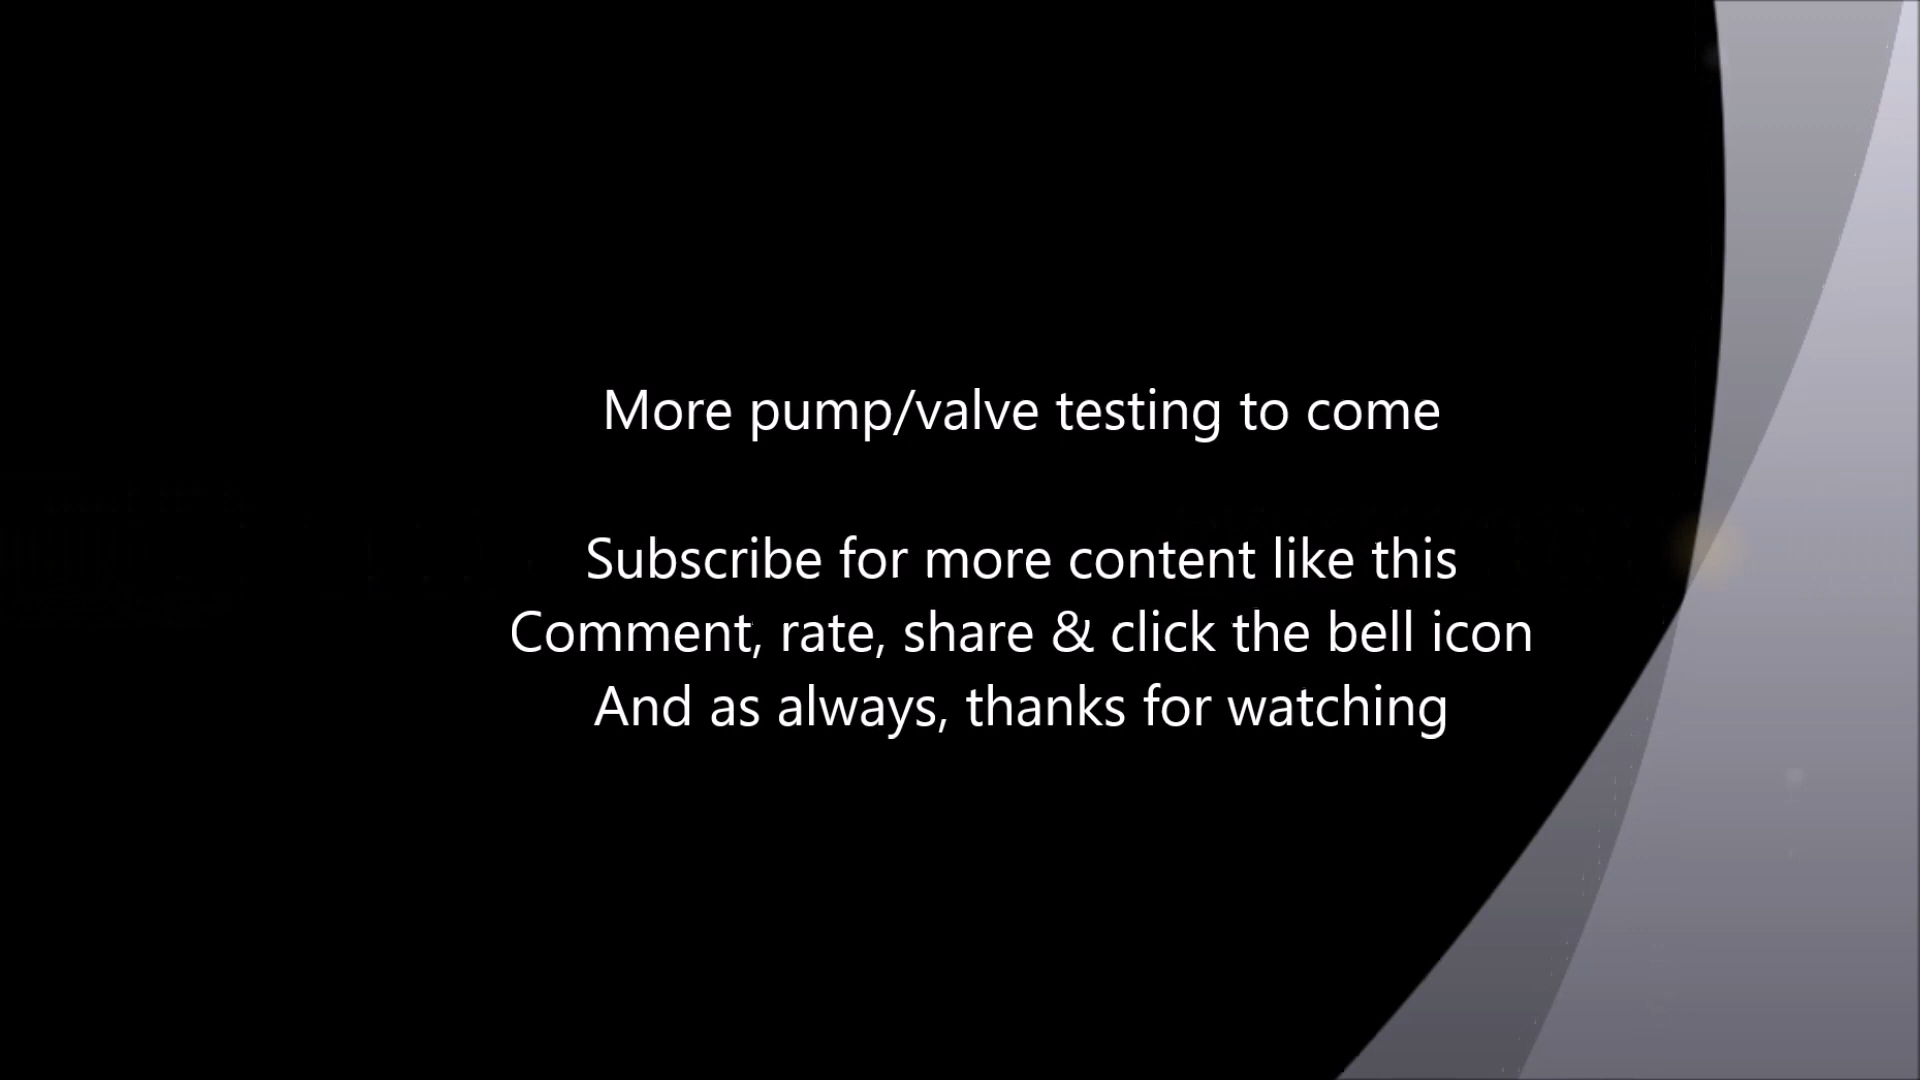 More pump/valve testing to come
Subscribe for more content like this
Comment, rate, share & click the bell icon
And as always, thanks for watching